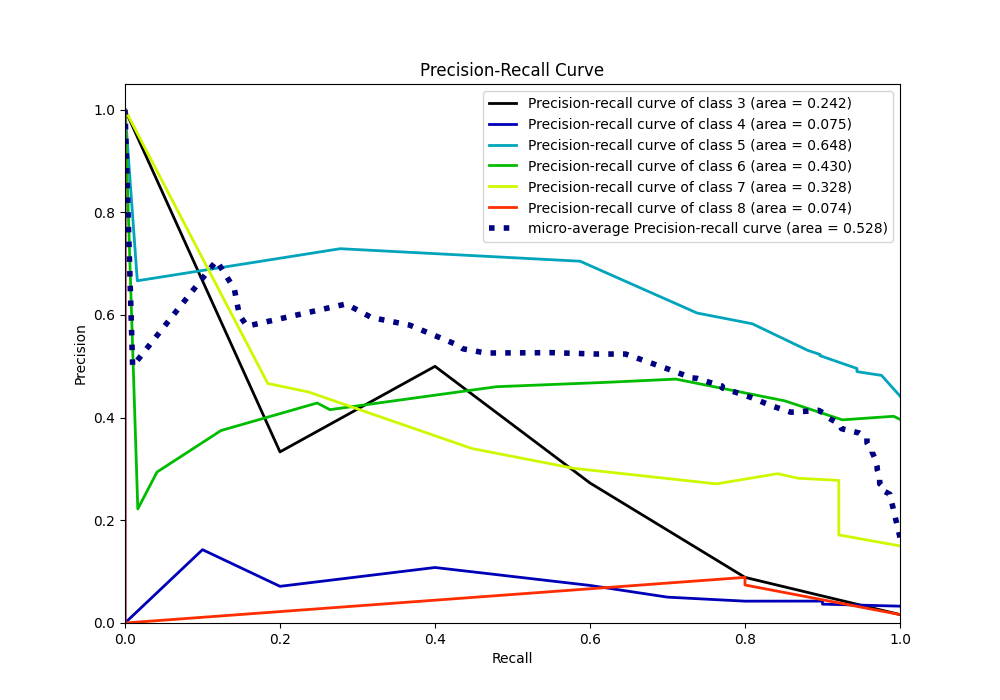 Precision-Recall Curve
Precision-recall curve of class 3 (area = 0.242)
Precision-recall curve of class 4 (area = 0.075)
Precision-recall curve of class 5 (area = 0.648)
Precision-recall curve of class 6 (area = 0.430)
Precision-recall curve of class 7 (area = 0.328)
Precision-recall curve of class 8 (area = 0.074)
micro-average Precision-recall curve (area = 0.528)
Precision
1.0
0.8
0.6
0.4
0.2
0.0
0.0 0.2 0.4 0.6 0.8 1.0
Recall